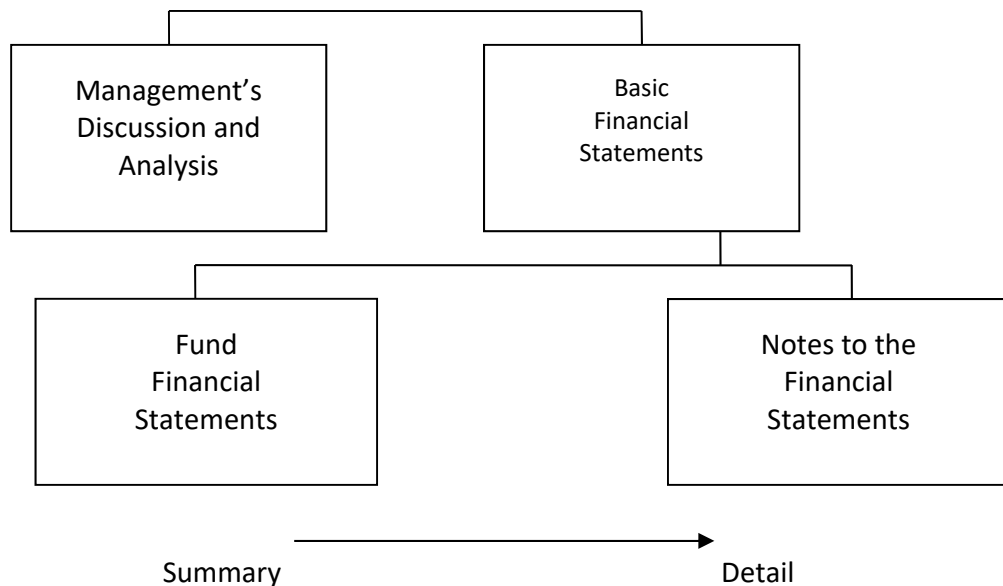 Management’s
Discussion and
Analysis
Basic
Financial
Statements
Fund
Financial
Statements
Notes to the
Financial
Statements
Summary
Detail